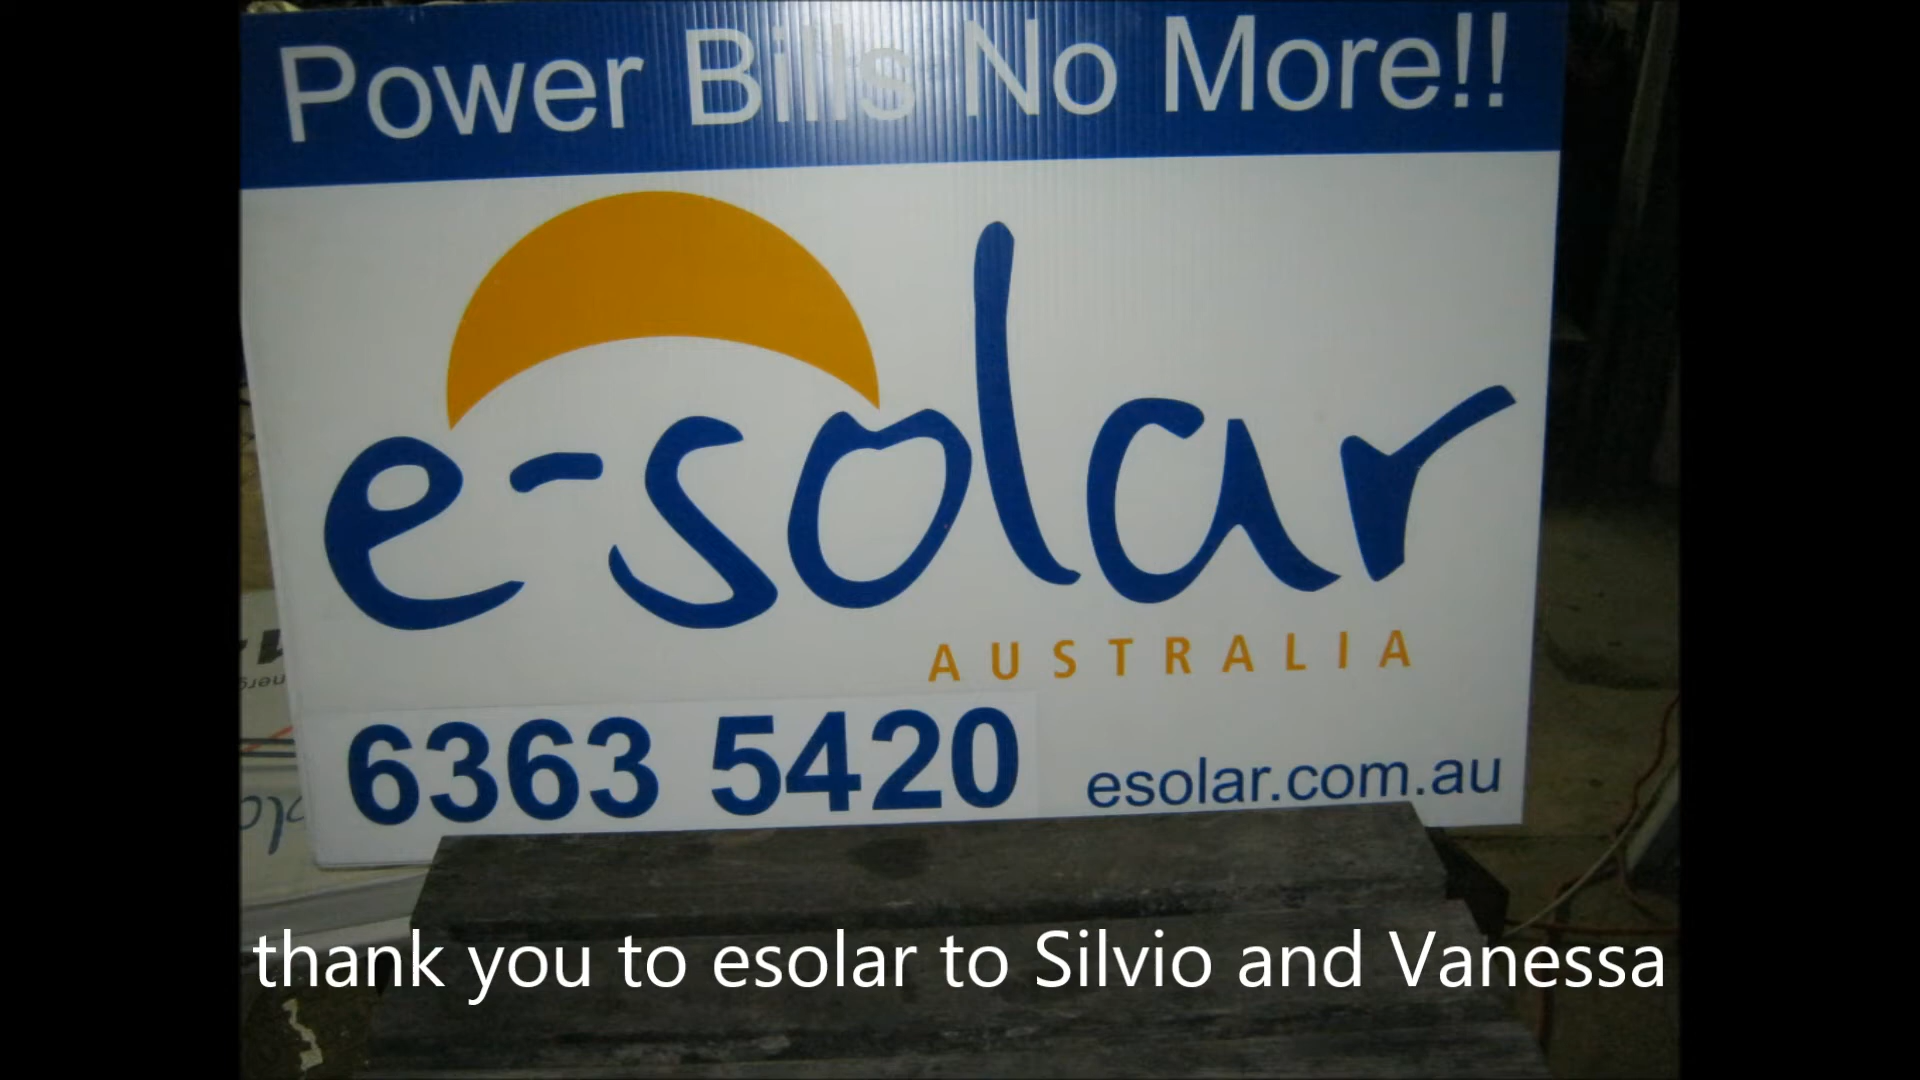 Power Bills No More!!
e-solar
AUSTRALIA
6363 5420
esolar.com.au
thank you to esolar to Silvio and Vanessa